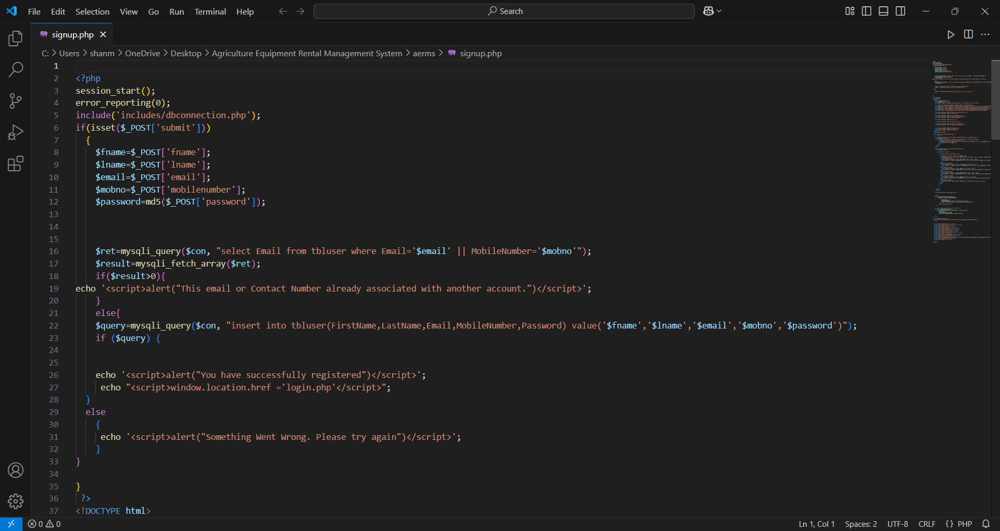 File Edit Selection View Go Run Terminal Help Search
signup.php
C: > Users > shanm > OneDrive > Desktop > Agriculture Equipment Rental Management System > aerms > signup.php
1
2 <?php
3 session_start();
4 error_reporting(0);
5 include('includes/dbconnection.php');
6 if(isset($_POST['submit']))
7 {
8 $fname=$_POST['fname'];
9 $lname=$_POST['lname'];
10 $email=$_POST['email'];
11 $mobno=$_POST['mobilenumber'];
12 $password=md5($_POST['password']);
13
14
15
16 $ret=mysqli_query($con, "select Email from tbluser where Email='$email' || MobileNumber='$mobno'");
17 $result=mysqli_fetch_array($ret);
18 if($result>0){
19 echo '<script>alert("This email or Contact Number already associated with another account.")</script>';
20 }
21 else{
22 $query=mysqli_query($con, "insert into tbluser(FirstName,LastName,Email,MobileNumber,Password) value('$fname','$lname','$email','$mobno','$password')");
23 if ($query) {
24
25
26 echo '<script>alert("You have successfully registered")</script>';
27 echo "<script>window.location.href ='login.php'</script>";
28 }
29 else
30 {
31 echo '<script>alert("Something Went Wrong. Please try again")</script>';
32 }
33 }
34
35 }
36 ?>
37 <!DOCTYPE html>
0 0 Ln 1, Col 1 Spaces: 2 UTF-8 CRLF {} PHP